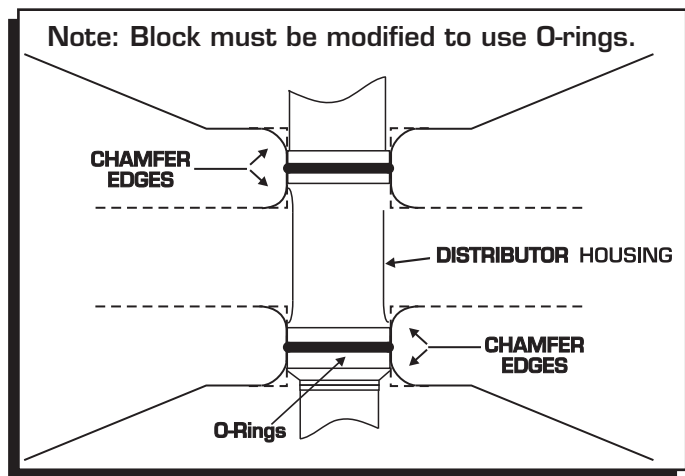 Note: Block must be modified to use O-rings.
CHAMFER
EDGES
DISTRIBUTOR HOUSING
CHAMFER
EDGES
O-Rings